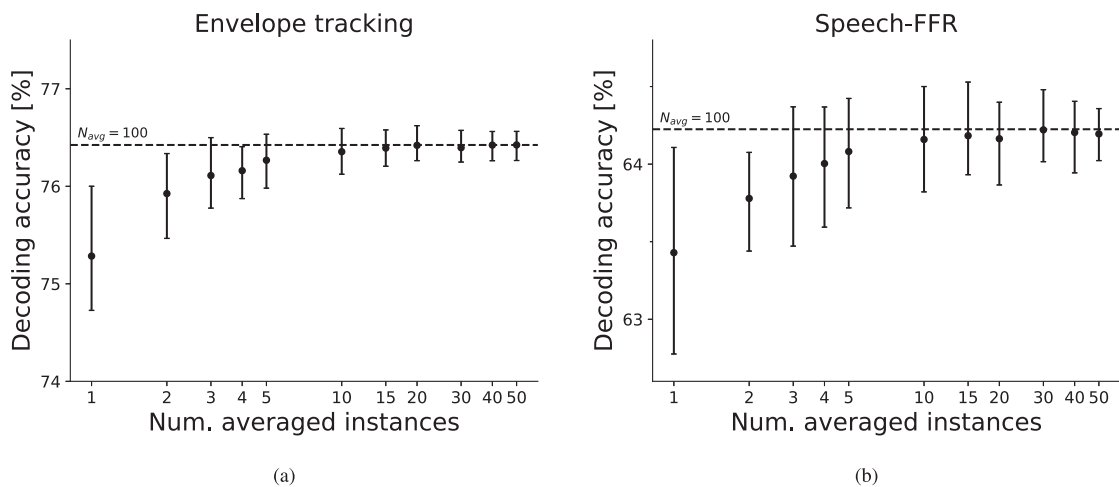 Envelope tracking
Decoding accuracy [%]
77
76
75
74
N_avg = 100
1 2 3 4 5 10 15 20 30 40 50
Num. averaged instances
(a)
Speech-FFR
Decoding accuracy [%]
64
63
N_avg = 100
1 2 3 4 5 10 15 20 30 40 50
Num. averaged instances
(b)